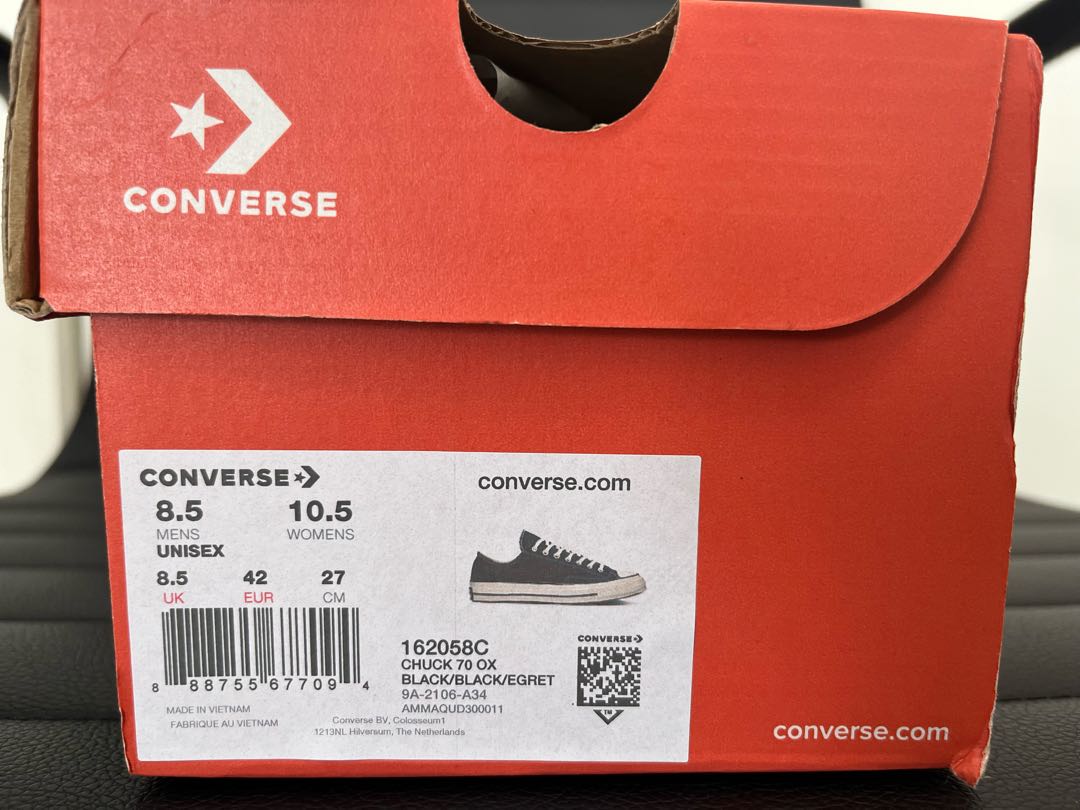 CONVERSE
CONVERSE
converse.com
8.5 10.5
MENS WOMENS
UNISEX
8.5 42 27
UK EUR CM
8 88755 67709 4
162058C
CHUCK 70 OX
BLACK/BLACK/EGRET
9A-2106-A34
AMMAQUD300011
CONVERSE
TM
MADE IN VIETNAM
FABRIQUE AU VIETNAM
Converse BV, Colosseum1
1213NL Hilversum, The Netherlands
converse.com